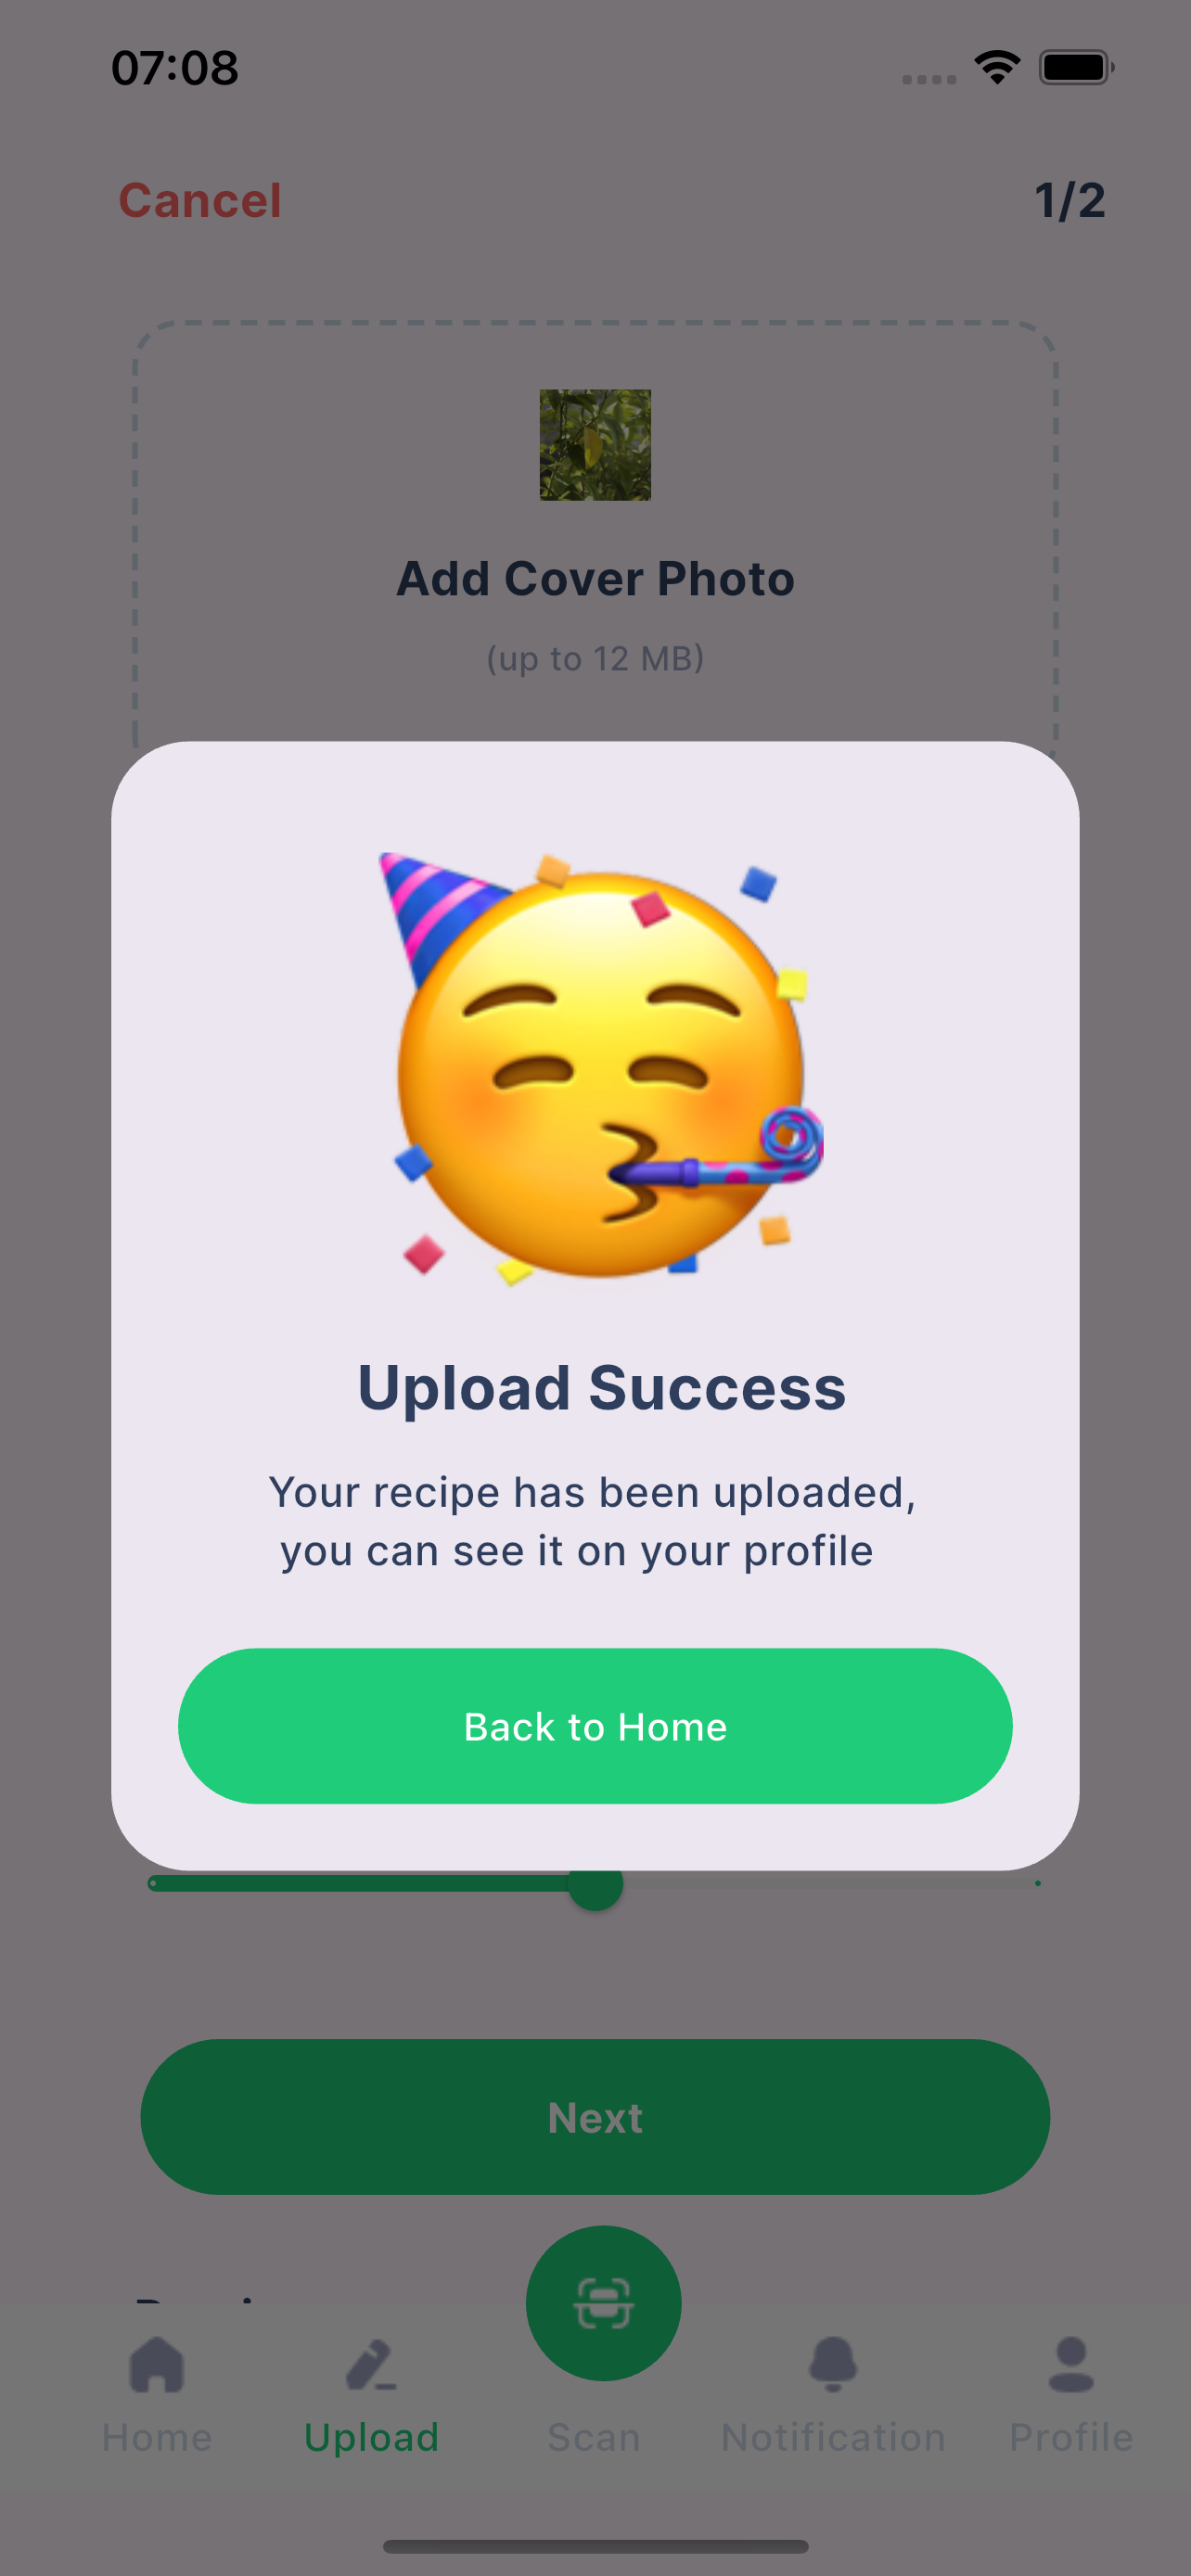 07:08
Cancel
1/2
Add Cover Photo
(up to 12 MB)
Upload Success
Your recipe has been uploaded,
you can see it on your profile
Back to Home
Next
Home
Upload
Scan
Notification
Profile